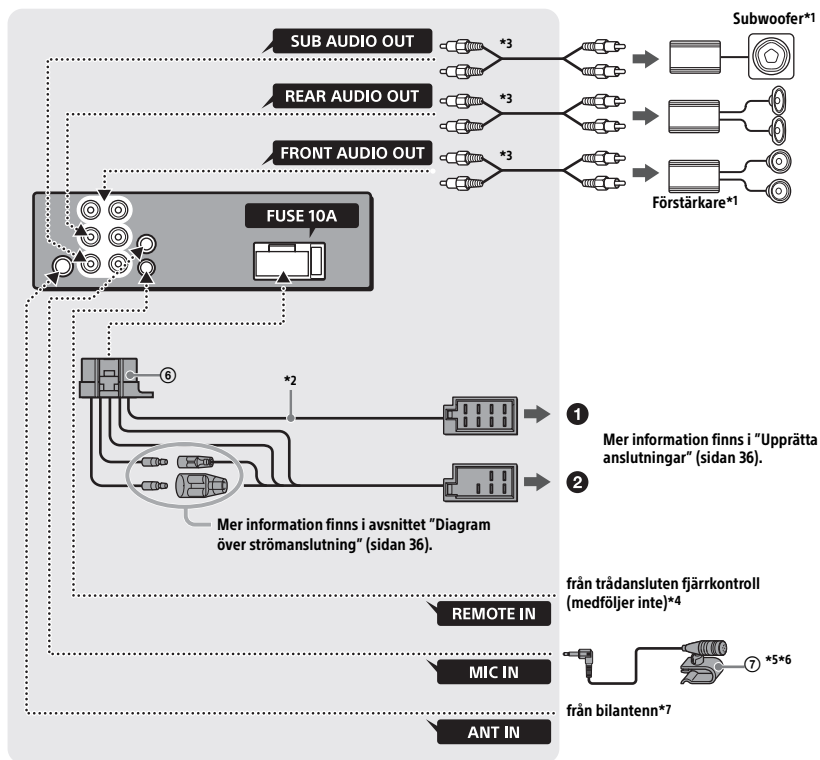 Subwoofer*1
SUB AUDIO OUT
*3
REAR AUDIO OUT
*3
FRONT AUDIO OUT
*3
Förstärkare*1
FUSE 10A
⑥
*2
❶
Mer information finns i "Upprätta
anslutningar" (sidan 36).
❷
Mer information finns i avsnittet "Diagram
över strömanslutning" (sidan 36).
från trådansluten fjärrkontroll
(medföljer inte)*4
REMOTE IN
MIC IN
⑦ *5*6
från bilantenn*7
ANT IN